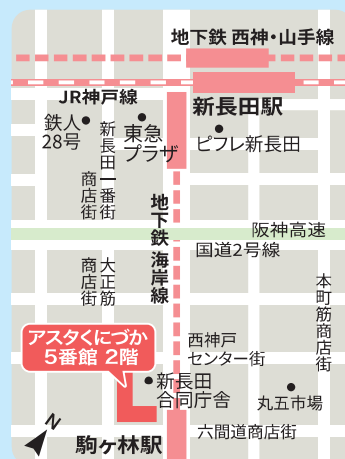 地下鉄 西神・山手線
JR神戸線
新長田駅
鉄人
28号
東急
プラザ
ピフレ新長田
新長田一番街
商店街
地下鉄 海岸線
阪神高速
国道2号線
大正筋
商店街
本町筋商店街
アスタくにづか
5番館 2階
西神戸
センター街
新長田
合同庁舎
丸五市場
六間道商店街
N
駒ヶ林駅